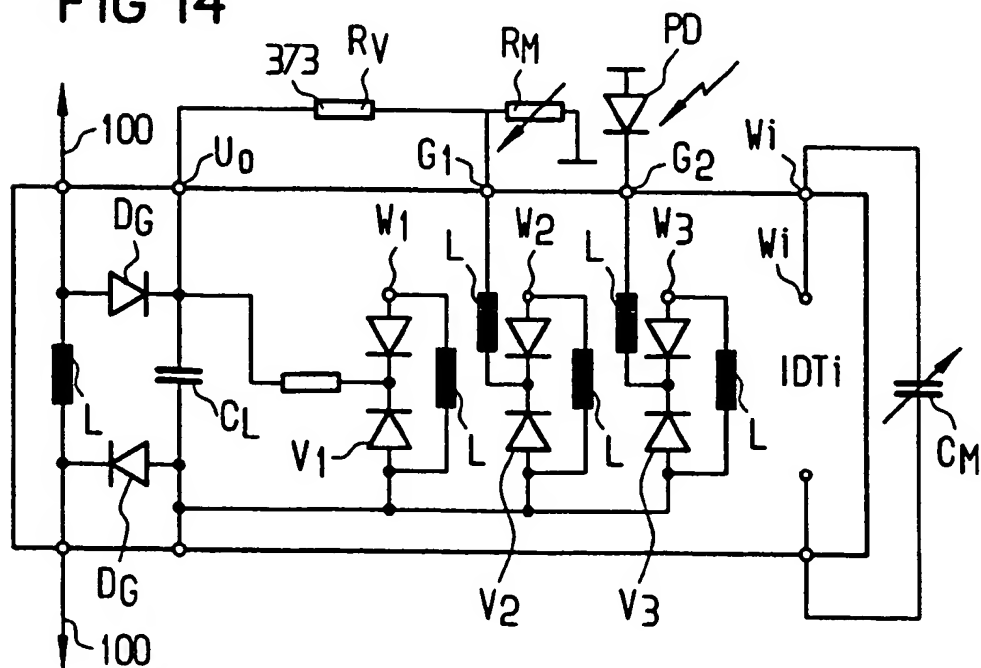 FIG 14
373 RV RM PD
100 U0 G1 G2 Wi
DG W1 W2 W3 Wi
L L
IDTi
L CL L L L CM
V1
DG V2 V3
100